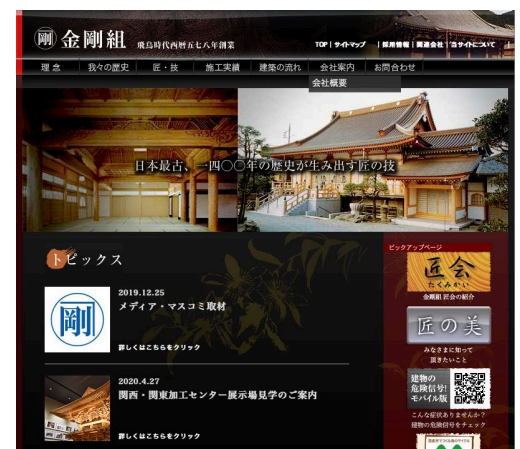 剛 金剛組 飛鳥時代西暦五七八年創業
TOP | サイトマップ | 採用情報 | 関連会社 | 当サイトについて
理念 我々の歴史 匠・技 施工実績 建築の流れ 会社案内 お問合わせ
会社概要
日本最古、一四〇〇年の歴史が生み出す匠の技
トピックス
剛
2019.12.25
メディア・マスコミ取材
詳しくはこちらをクリック
2020.4.27
関西・関東加工センター展示場見学のご案内
詳しくはこちらをクリック
ピックアップページ
匠会
たくみかい
金剛組 匠会の紹介
匠の美
みなさまに知って
頂きたいこと
建物の
危険信号!
モバイル版
こんな症状ありませんか?
建物の危険信号をチェック